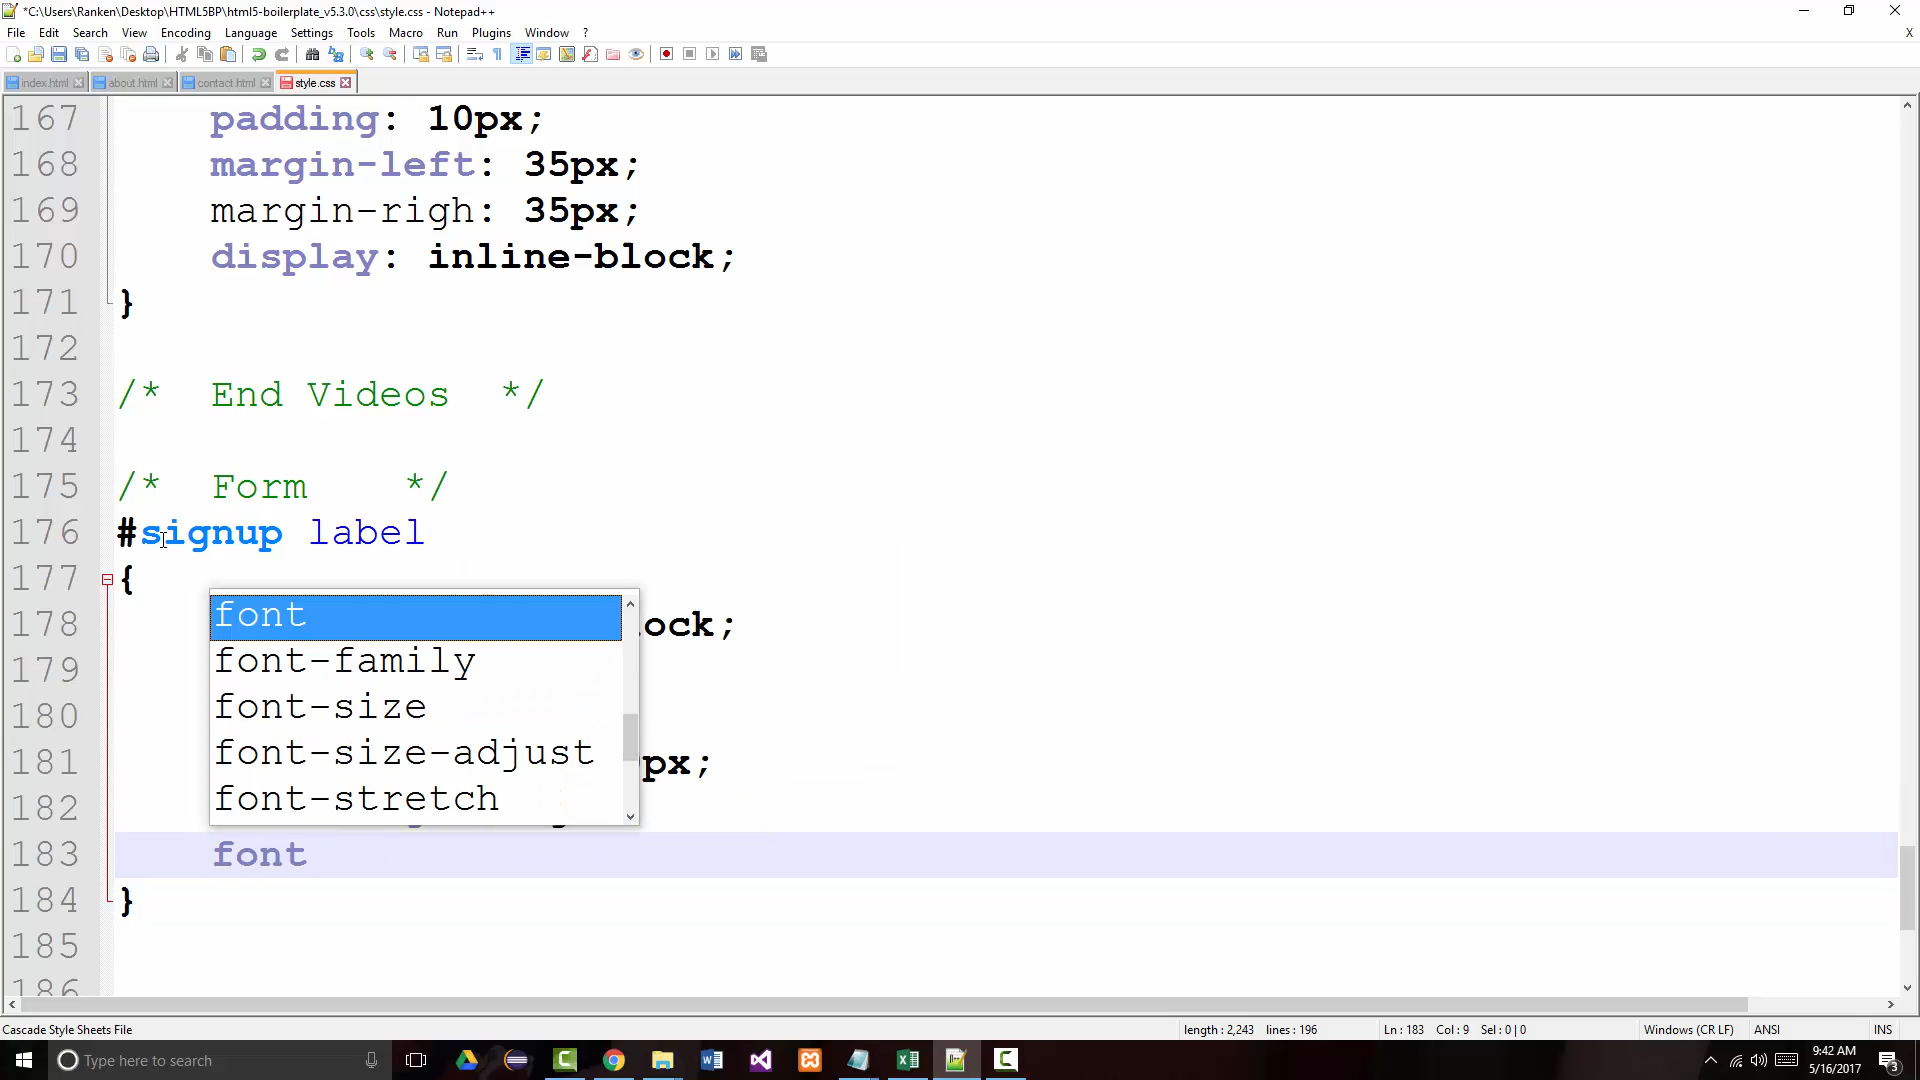 *C:\Users\Ranken\Desktop\HTML5BP\html5-boilerplate_v5.3.0\css\style.css - Notepad++
File Edit Search View Encoding Language Settings Tools Macro Run Plugins Window ? X
index.html about.html contact.html style.css
167 padding: 10px;
168 margin-left: 35px;
169 margin-righ: 35px;
170 display: inline-block;
171 }
172
173 /* End Videos */
174
175 /* Form */
176 #signup label
177 {
font
178 ock;
font-family
179
font-size
180
font-size-adjust
181 px;
font-stretch
182
183 font
184 }
185
186
Cascade Style Sheets File length : 2,243 lines : 196 Ln : 183 Col : 9 Sel : 0 | 0 Windows (CR LF) ANSI INS
Type here to search
9:42 AM
5/16/2017
3